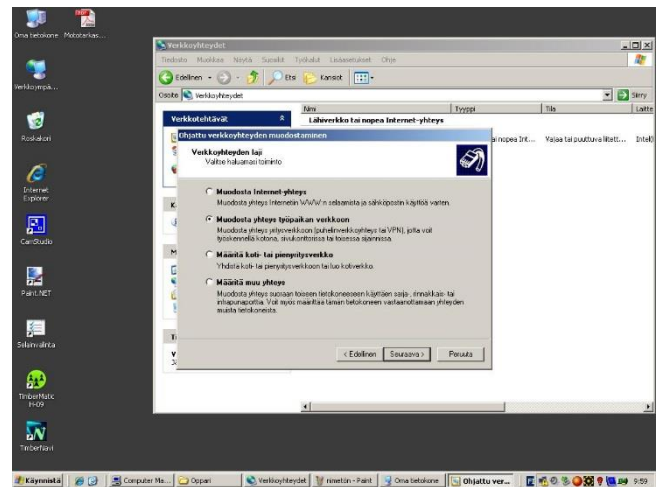 Oma tietokone
Mototarkas...
Verkkoympä...
Roskakori
Internet
Explorer
CamStudio
Paint.NET
Selainvalinta
TimberMatic
H-09
TimberNavi
Verkkoyhteydet
Tiedosto Muokkaa Näytä Suosikit Työkalut Lisäasetukset Ohje
Edellinen Etsi Kansiot
Osoite Verkkoyhteydet Siirry
Nimi Tyyppi Tila Laitte
Verkkotehtävät
Lähiverkko tai nopea Internet-yhteys
ai nopea Int... Vajaa tai puuttuva liitett... Intel(
Ohjattu verkkoyhteyden muodostaminen
Verkkoyhteyden laji
Valitse haluamasi toiminto
Muodosta Internet-yhteys
Muodosta yhteys Internetiin WWW:n selaamista ja sähköpostin käyttöä varten.
Muodosta yhteys työpaikan verkkoon
Muodosta yhteys yritysverkkoon (puhelinverkkoyhteys tai VPN), jotta voit
työskennellä kotona, sivukonttorissa tai toisessa sijainnissa.
Määritä koti- tai pienyritysverkko
Yhdistä koti- tai pienyritysverkkoon tai luo kotiverkko.
Määritä muu yhteys
Muodosta yhteys suoraan toiseen tietokoneeseen käyttäen sarja-, rinnakkais- tai
infrapunaporttia. Voit myös määrittää tämän tietokoneen vastaanottamaan yhteyden
muista tietokoneista.
< Edellinen Seuraava > Peruuta
Käynnistä Computer Ma... Oppari Verkkoyhteydet nimetön - Paint Oma tietokone Ohjattu ver... 9:59